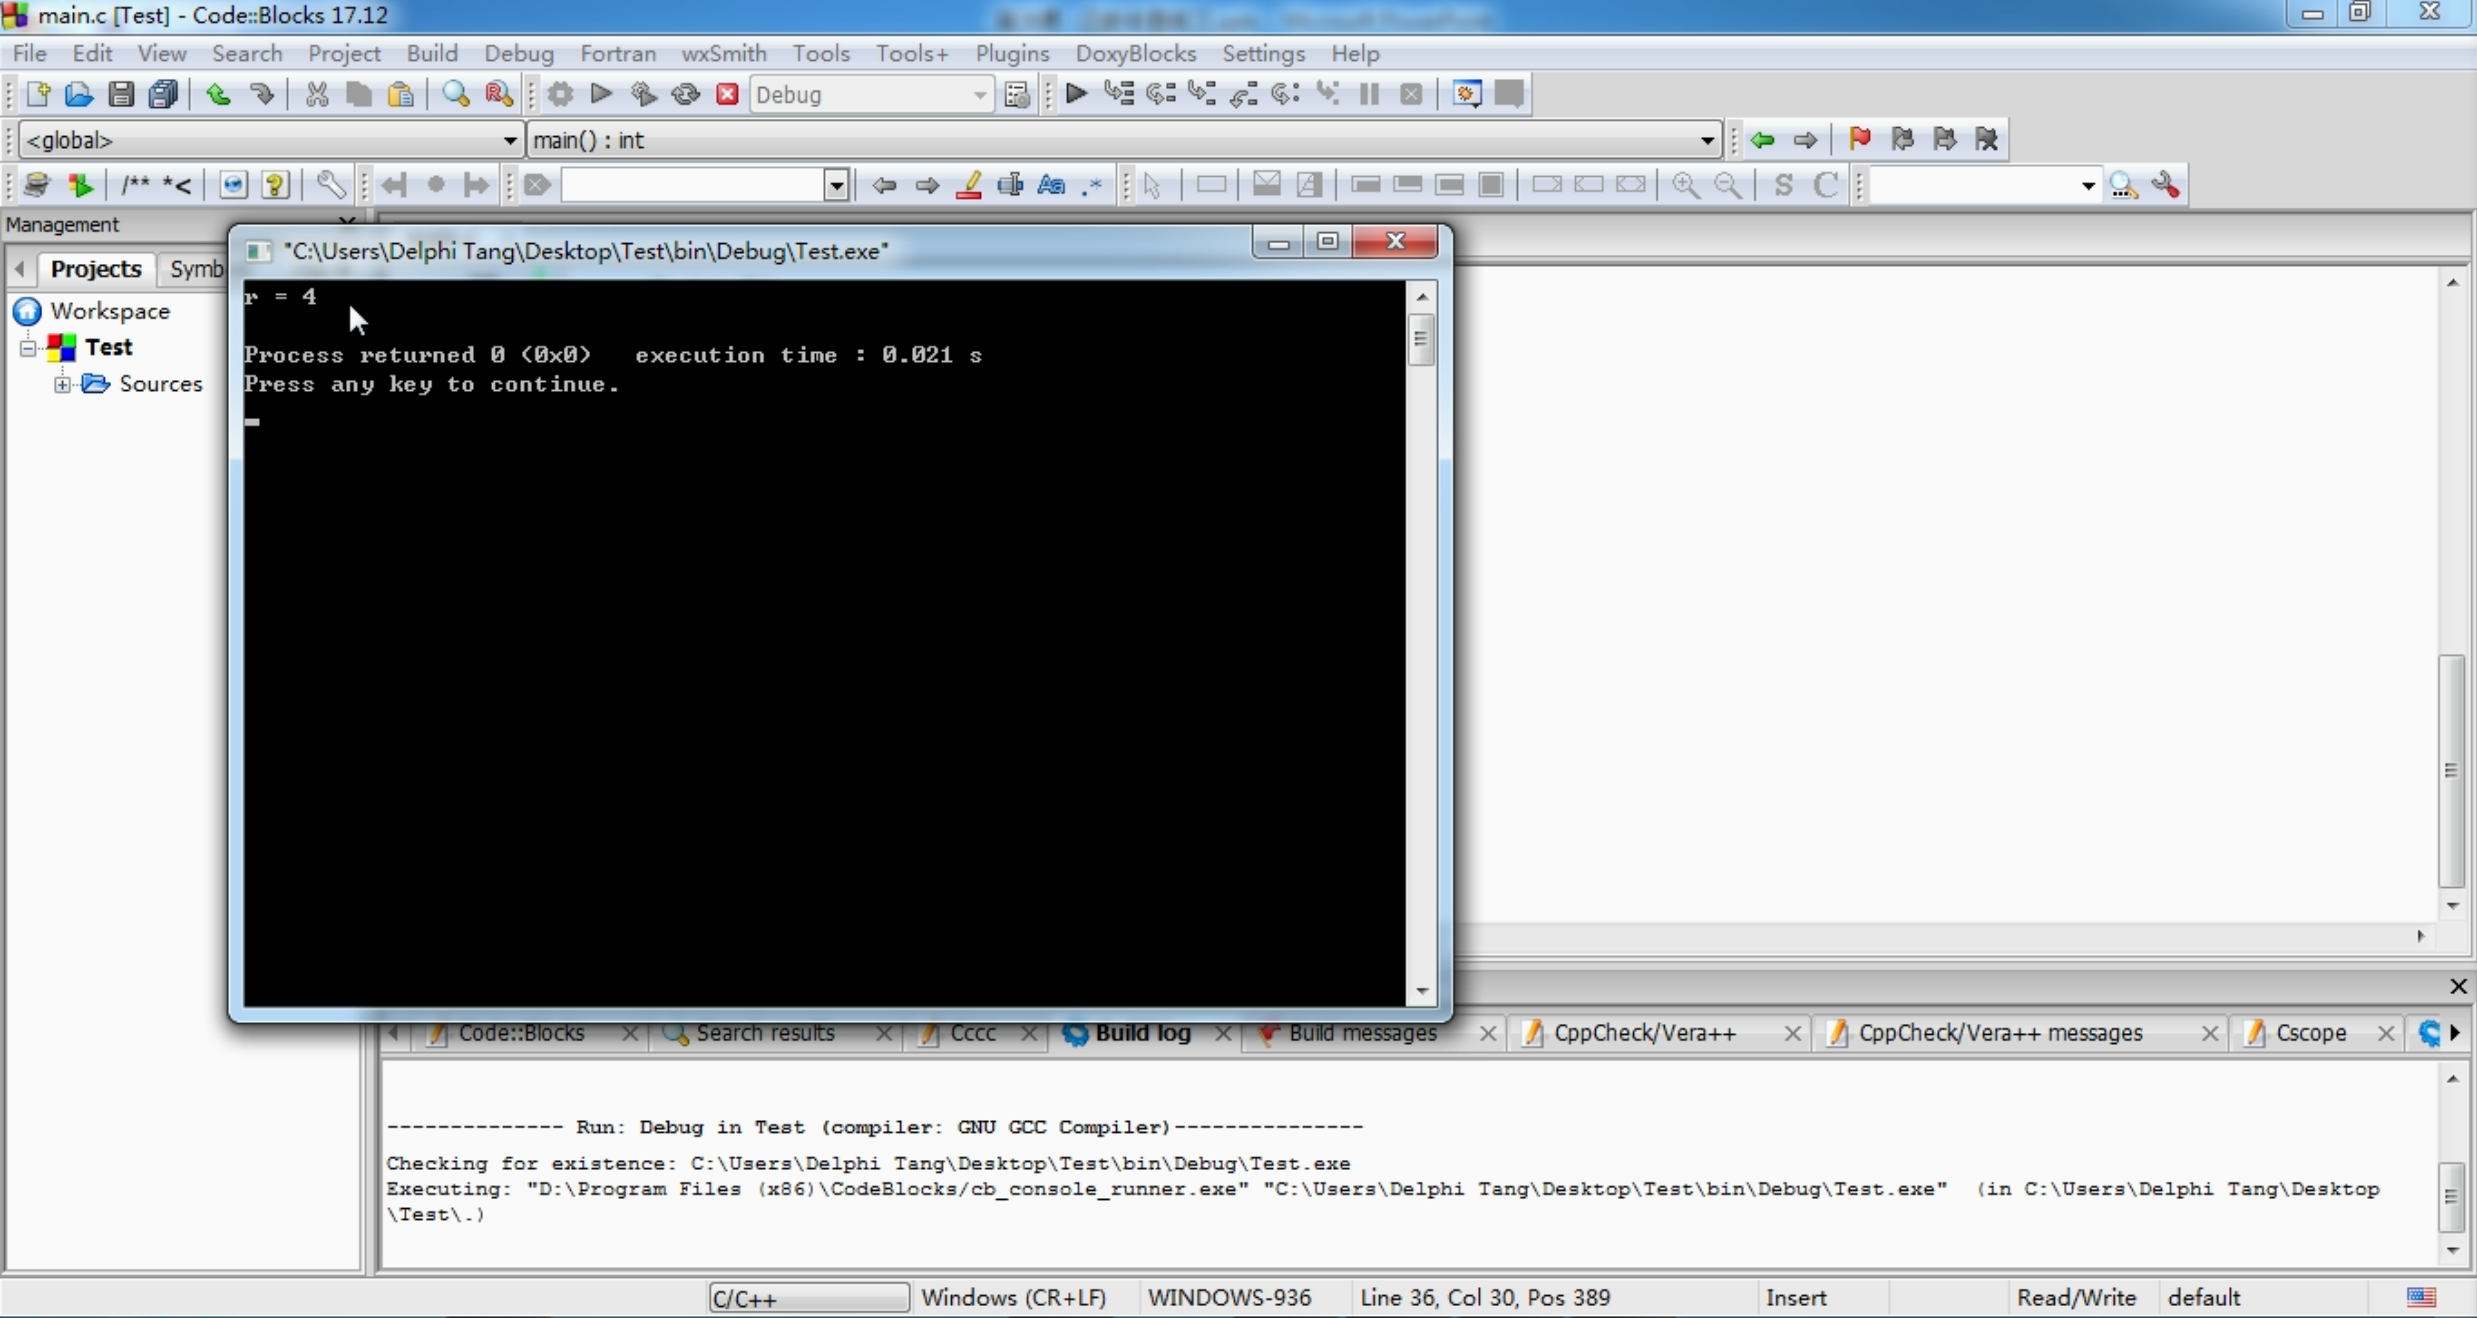 main.c [Test] - Code::Blocks 17.12
File Edit View Search Project Build Debug Fortran wxSmith Tools Tools+ Plugins DoxyBlocks Settings Help
Debug
<global> main() : int
/** *<
Management
Projects Symb
Workspace
Test
Sources
"C:\Users\Delphi Tang\Desktop\Test\bin\Debug\Test.exe"
r = 4
Process returned 0 (0x0) execution time : 0.021 s
Press any key to continue.
Code::Blocks Search results Cccc Build log Build messages CppCheck/Vera++ CppCheck/Vera++ messages Cscope
-------------- Run: Debug in Test (compiler: GNU GCC Compiler)---------------
Checking for existence: C:\Users\Delphi Tang\Desktop\Test\bin\Debug\Test.exe
Executing: "D:\Program Files (x86)\CodeBlocks/cb_console_runner.exe" "C:\Users\Delphi Tang\Desktop\Test\bin\Debug\Test.exe" (in C:\Users\Delphi Tang\Desktop
\Test\.)
C/C++ Windows (CR+LF) WINDOWS-936 Line 36, Col 30, Pos 389 Insert Read/Write default